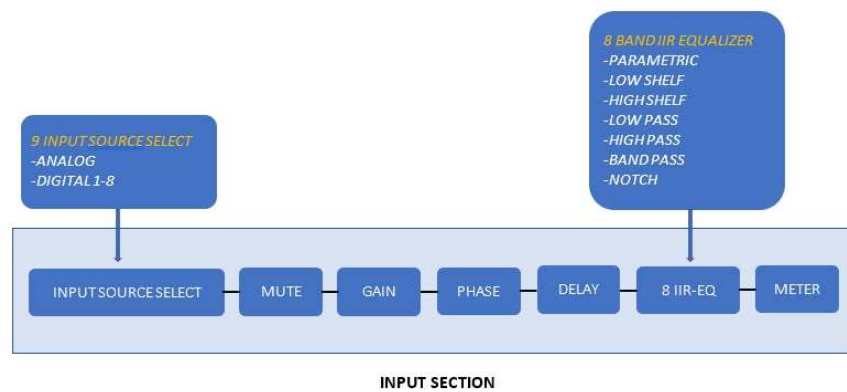 8 BAND IIR EQUALIZER
-PARAMETRIC
-LOW SHELF
-HIGH SHELF
-LOW PASS
-HIGH PASS
-BAND PASS
-NOTCH
9 INPUT SOURCE SELECT
-ANALOG
-DIGITAL 1-8
INPUT SOURCE SELECT
MUTE
GAIN
PHASE
DELAY
8 IIR-EQ
METER
INPUT SECTION